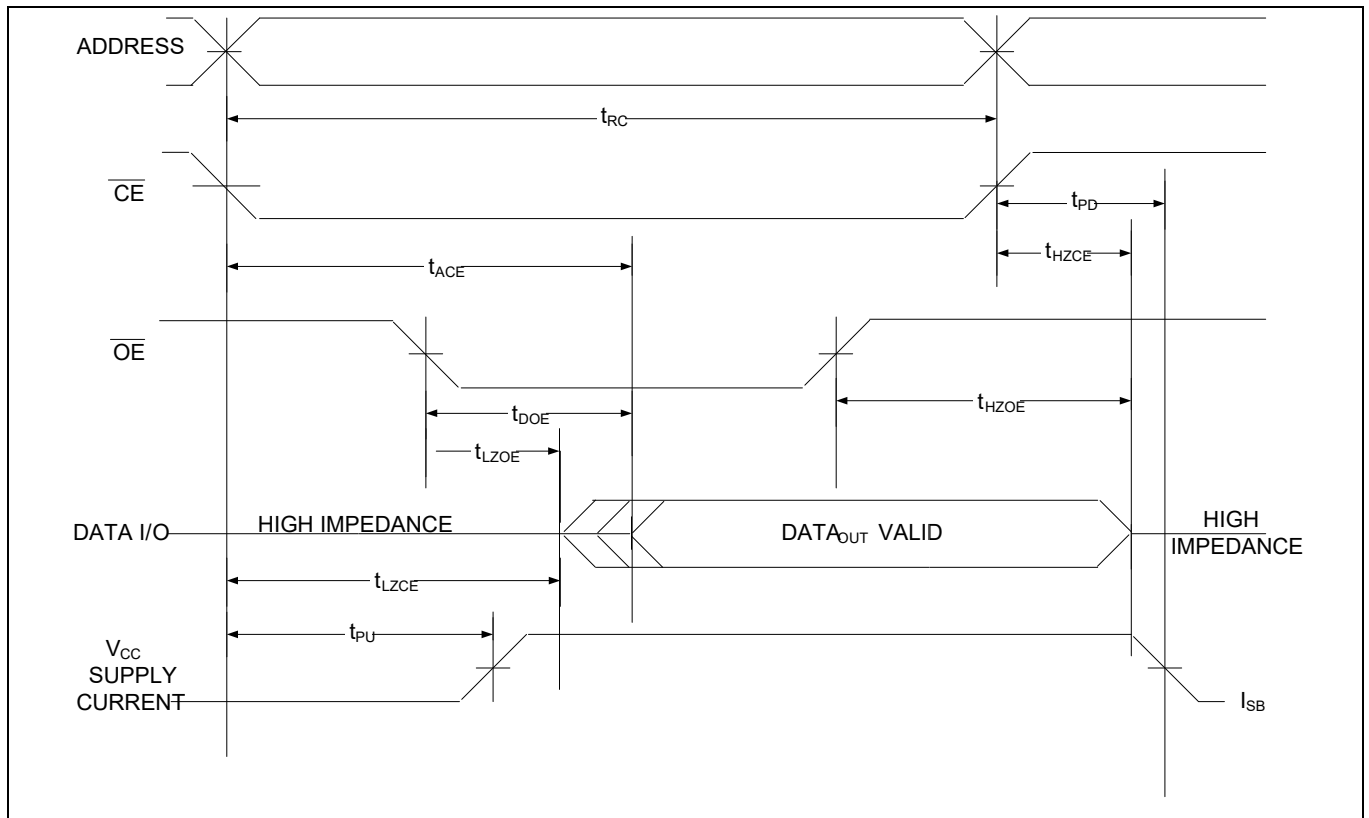 ADDRESS
tRC
CE
tPD
tHZCE
tACE
OE
tHZOE
tDOE
tLZOE
DATA I/O
HIGH IMPEDANCE
DATAOUT VALID
HIGH
IMPEDANCE
tLZCE
tPU
VCC
SUPPLY
CURRENT
ISB